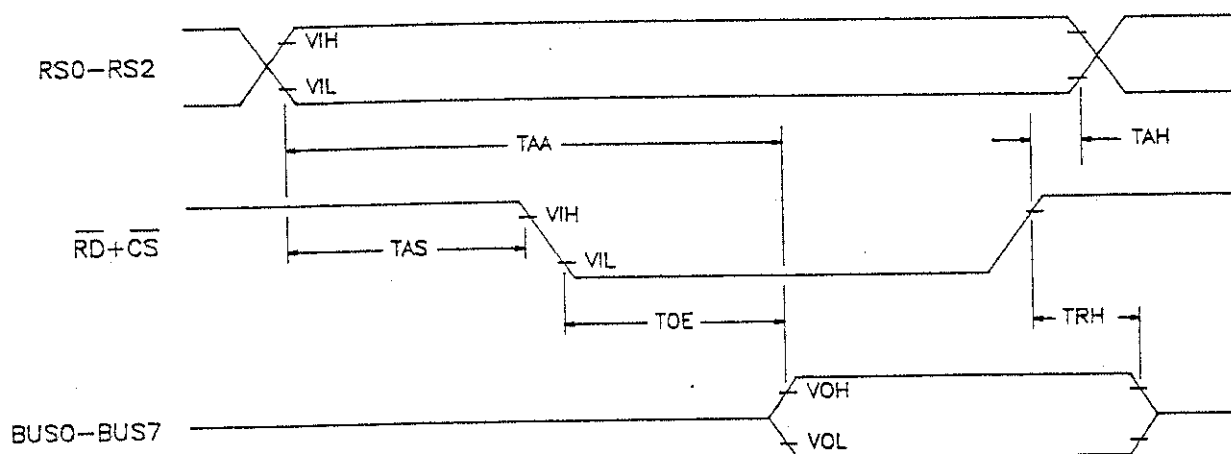 RS0-RS2
VIH
VIL
TAA
TAH
RD+CS
VIH
VIL
TAS
TOE
TRH
BUS0-BUS7
VOH
VOL